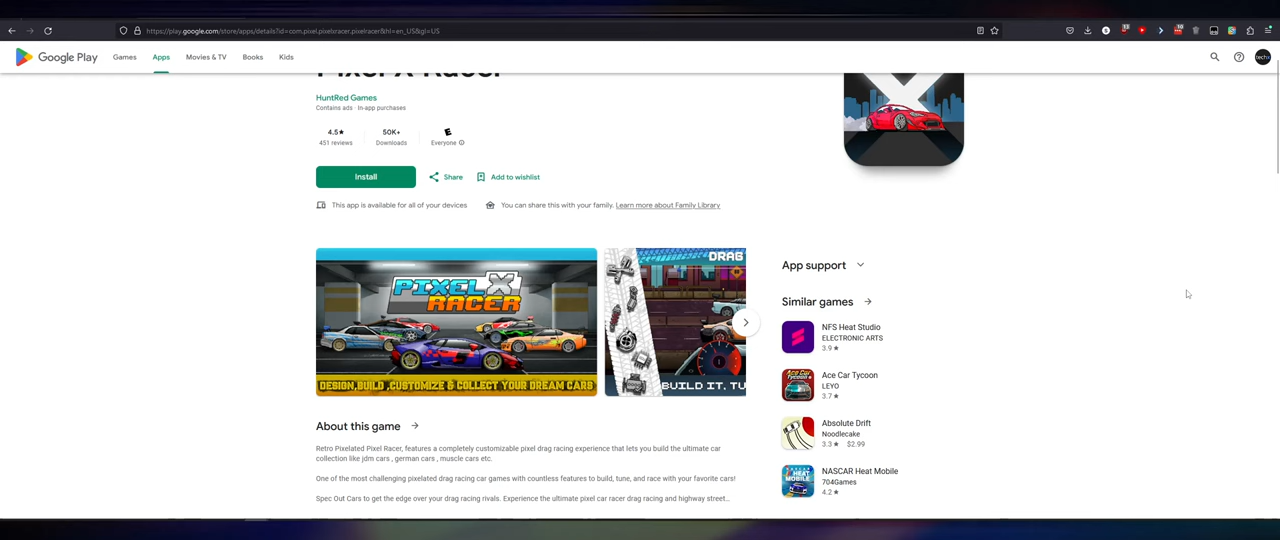 https://play.google.com/store/apps/details?id=com.pixel.pixelxracer.pixelracer&hl=en_US&gl=US
13
10
Google Play
Games
Apps
Movies & TV
Books
Kids
techx
Pixel X Racer
HuntRed Games
Contains ads · In-app purchases
4.5★
451 reviews
50K+
Downloads
E
Everyone
Install
Share
Add to wishlist
This app is available for all of your devices
You can share this with your family. Learn more about Family Library
PIXEL X
RACER
DESIGN,BUILD ,CUSTOMIZE & COLLECT YOUR DREAM CARS
DRAG
BUILD IT, TU
App support
Similar games
NFS Heat Studio
ELECTRONIC ARTS
3.9★
Ace Car Tycoon
LEYO
3.7★
Absolute Drift
Noodlecake
3.3★ $2.99
NASCAR Heat Mobile
704Games
4.2★
About this game
Retro Pixelated Pixel Racer, features a completely customizable pixel drag racing experience that lets you build the ultimate car
collection like jdm cars , german cars , muscle cars etc.
One of the most challenging pixelated drag racing car games with countless features to build, tune, and race with your favorite cars!
Spec Out Cars to get the edge over your drag racing rivals. Experience the ultimate pixel car racer drag racing and highway street…